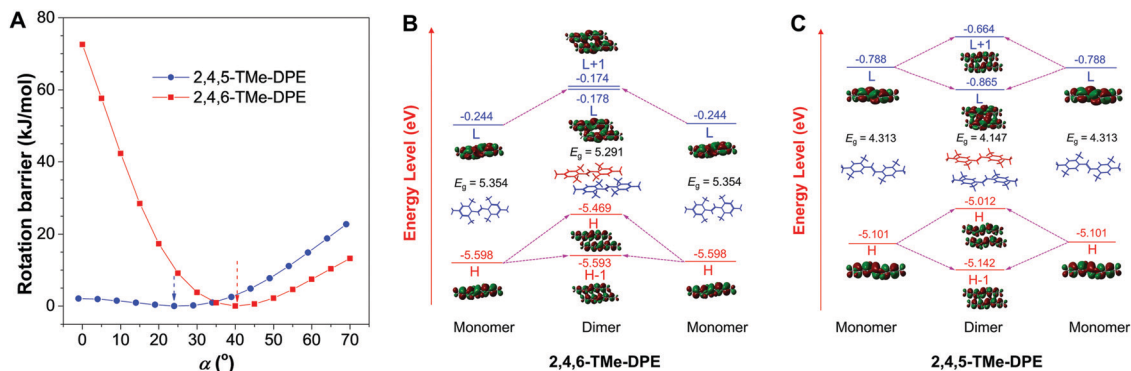 A
Rotation barrier (kJ/mol)
80
60
40
20
0
0 10 20 30 40 50 60 70
α (°)
2,4,5-TMe-DPE
2,4,6-TMe-DPE
B
Energy Level (eV)
L+1
-0.174
-0.178
L
-0.244
L
-0.244
L
Eg = 5.291
Eg = 5.354
Eg = 5.354
-5.469
H
-5.598
H
-5.593
H-1
-5.598
H
Monomer
Dimer
Monomer
2,4,6-TMe-DPE
C
Energy Level (eV)
-0.664
L+1
-0.788
L
-0.788
L
-0.865
L
Eg = 4.313
Eg = 4.147
Eg = 4.313
-5.012
H
-5.101
H
-5.101
H
-5.142
H-1
Monomer
Dimer
Monomer
2,4,5-TMe-DPE